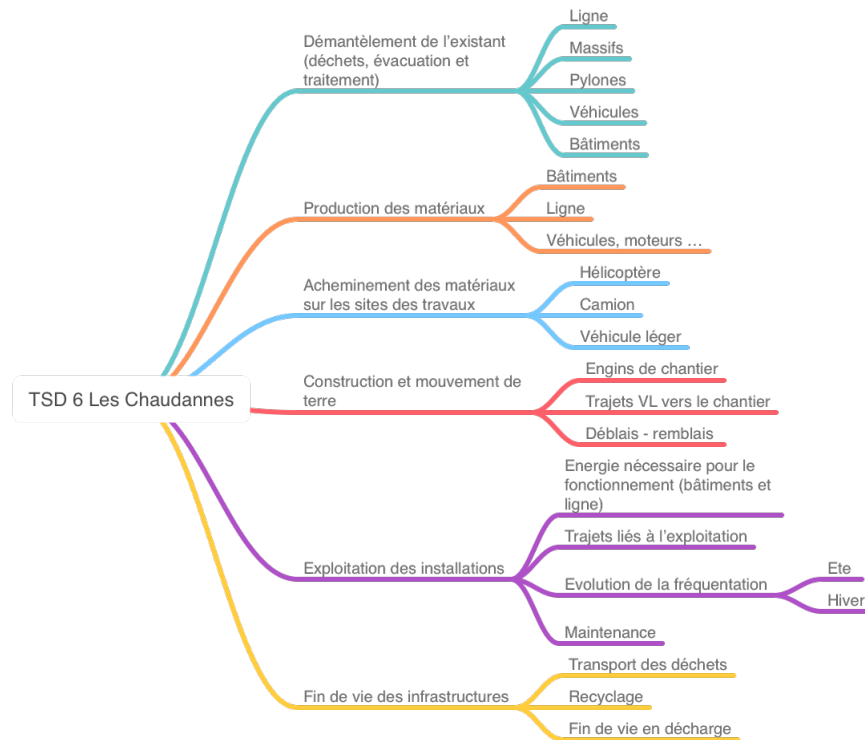 TSD 6 Les Chaudannes
Démantèlement de l'existant
(déchets, évacuation et
traitement)
Ligne
Massifs
Pylones
Véhicules
Bâtiments
Production des matériaux
Bâtiments
Ligne
Véhicules, moteurs ...
Acheminement des matériaux
sur les sites des travaux
Hélicoptère
Camion
Véhicule léger
Construction et mouvement de
terre
Engins de chantier
Trajets VL vers le chantier
Déblais - remblais
Exploitation des installations
Energie nécessaire pour le
fonctionnement (bâtiments et
ligne)
Trajets liés à l'exploitation
Evolution de la fréquentation
Ete
Hiver
Maintenance
Fin de vie des infrastructures
Transport des déchets
Recyclage
Fin de vie en décharge